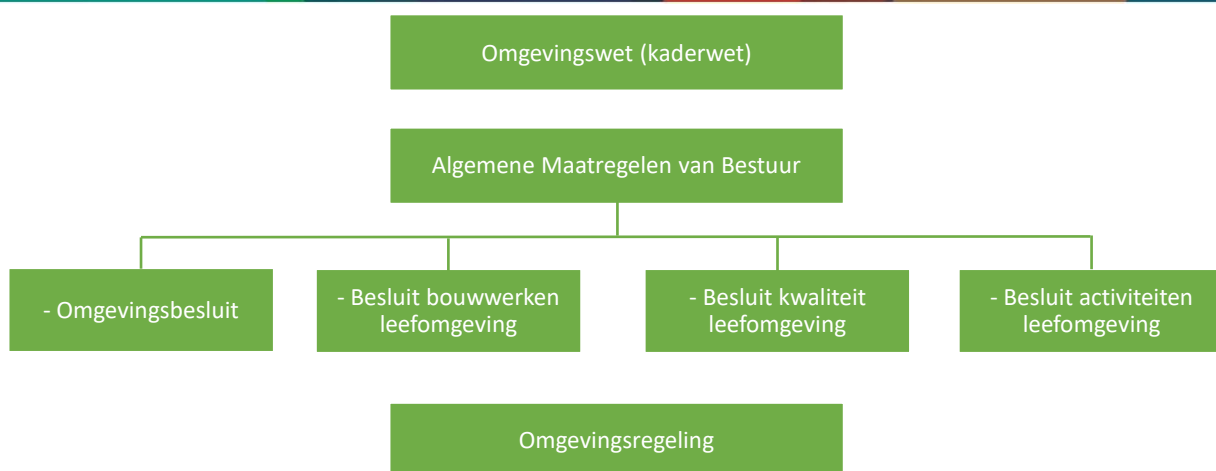 Omgevingswet (kaderwet)
Algemene Maatregelen van Bestuur
- Omgevingsbesluit
- Besluit bouwwerken
leefomgeving
- Besluit kwaliteit
leefomgeving
- Besluit activiteiten
leefomgeving
Omgevingsregeling